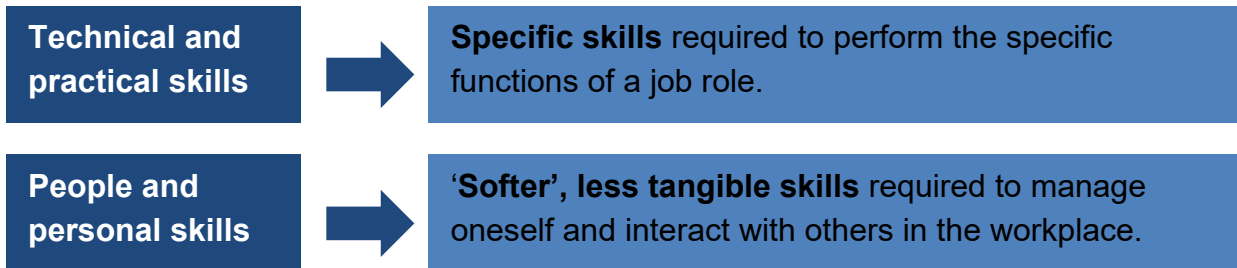 Technical and
practical skills
Specific skills required to perform the specific
functions of a job role.
People and
personal skills
‘Softer’, less tangible skills required to manage
oneself and interact with others in the workplace.